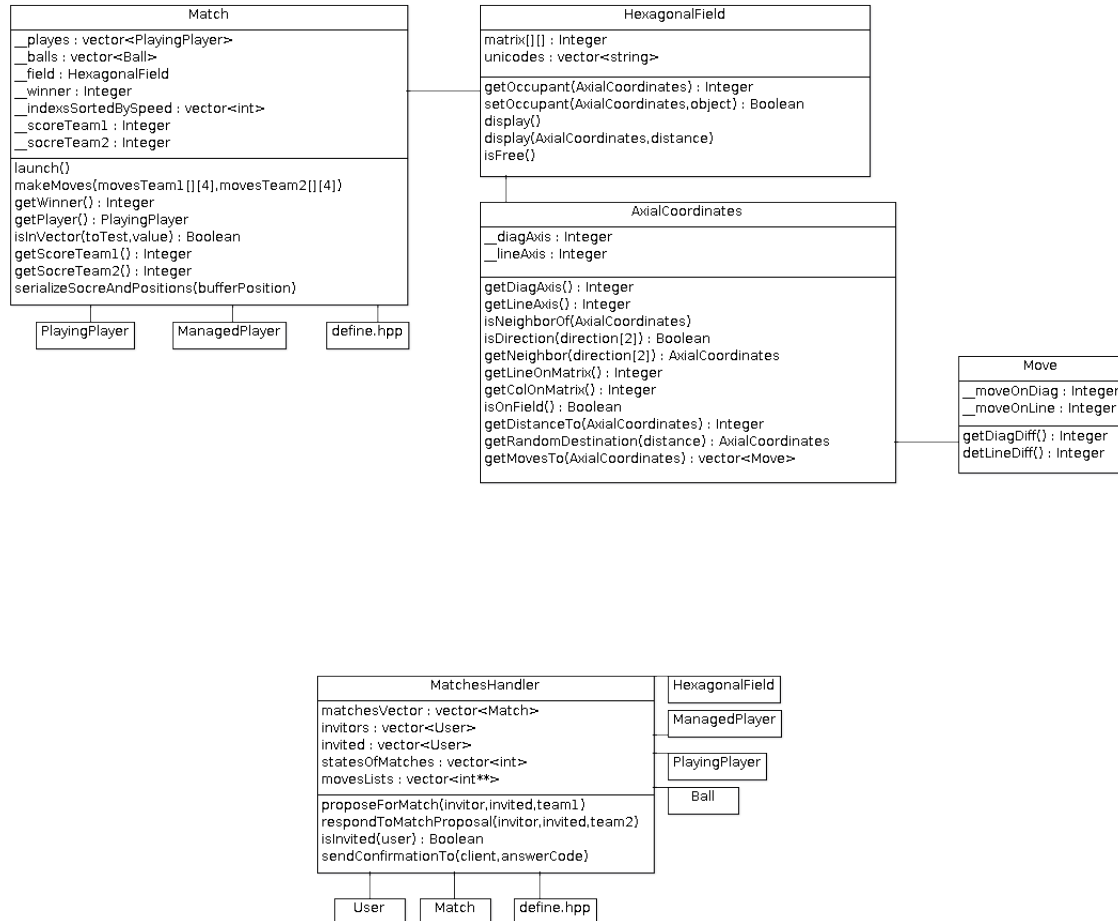 Match
__playes : vector<PlayingPlayer>
__balls : vector<Ball>
__field : HexagonalField
__winner : Integer
__indexsSortedBySpeed : vector<int>
__scoreTeam1 : Integer
__socreTeam2 : Integer
launch()
makeMoves(movesTeam1[][4],movesTeam2[][4])
getWinner() : Integer
getPlayer() : PlayingPlayer
isInVector(toTest,value) : Boolean
getScoreTeam1() : Integer
getSocreTeam2() : Integer
serializeSocreAndPositions(bufferPosition)
PlayingPlayer
ManagedPlayer
define.hpp
HexagonalField
matrix[][] : Integer
unicodes : vector<string>
getOccupant(AxialCoordinates) : Integer
setOccupant(AxialCoordinates,object) : Boolean
display()
display(AxialCoordinates,distance)
isFree()
AxialCoordinates
__diagAxis : Integer
__lineAxis : Integer
getDiagAxis() : Integer
getLineAxis() : Integer
isNeighborOf(AxialCoordinates)
isDirection(direction[2]) : Boolean
getNeighbor(direction[2]) : AxialCoordinates
getLineOnMatrix() : Integer
getColOnMatrix() : Integer
isOnField() : Boolean
getDistanceTo(AxialCoordinates) : Integer
getRandomDestination(distance) : AxialCoordinates
getMovesTo(AxialCoordinates) : vector<Move>
Move
__moveOnDiag : Integer
__moveOnLine : Integer
getDiagDiff() : Integer
detLineDiff() : Integer
MatchesHandler
matchesVector : vector<Match>
invitors : vector<User>
invited : vector<User>
statesOfMatches : vector<int>
movesLists : vector<int**>
proposeForMatch(invitor,invited,team1)
respondToMatchProposal(invitor,invited,team2)
isInvited(user) : Boolean
sendConfirmationTo(client,answerCode)
HexagonalField
ManagedPlayer
PlayingPlayer
Ball
User
Match
define.hpp